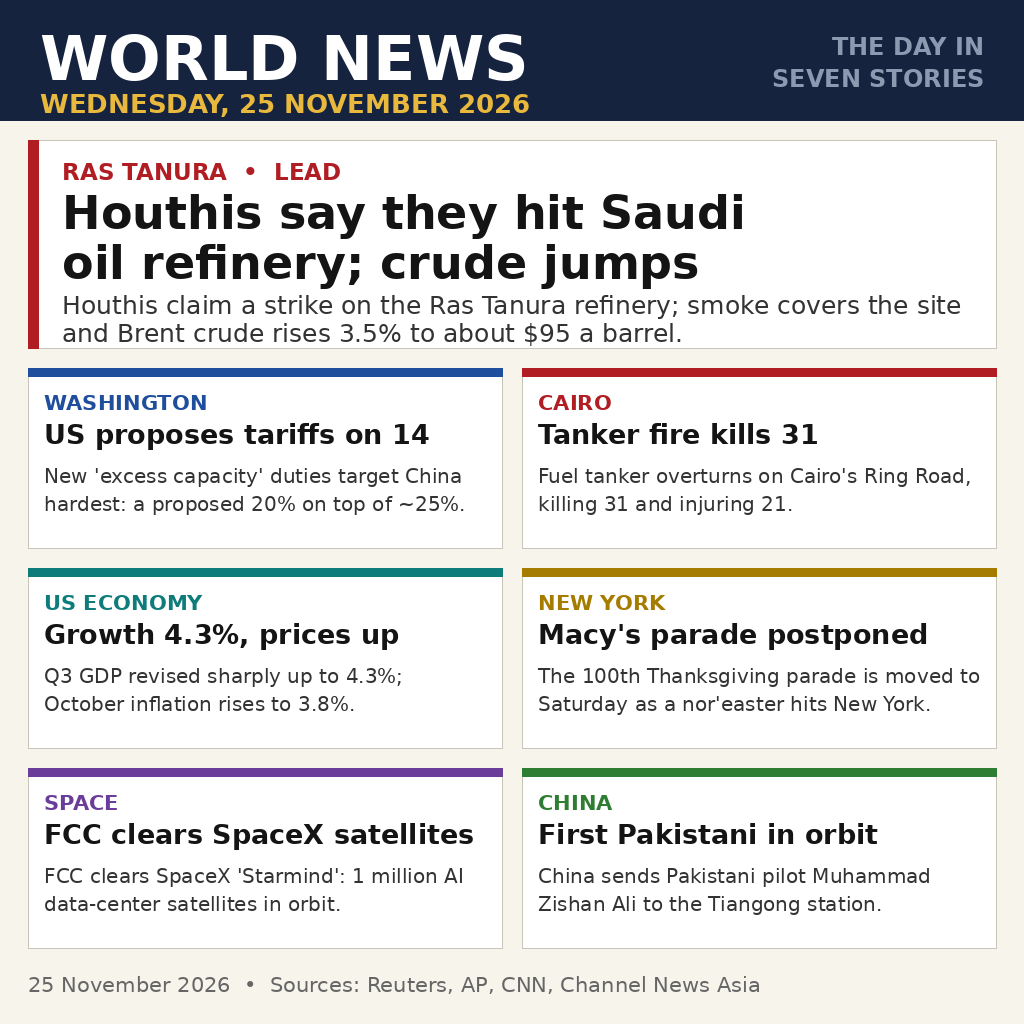 WORLD NEWS
WEDNESDAY, 25 NOVEMBER 2026
THE DAY IN
SEVEN STORIES
RAS TANURA • LEAD
Houthis say they hit Saudi
oil refinery; crude jumps
Houthis claim a strike on the Ras Tanura refinery; smoke covers the site
and Brent crude rises 3.5% to about $95 a barrel.
WASHINGTON
US proposes tariffs on 14
New 'excess capacity' duties target China
hardest: a proposed 20% on top of ~25%.
CAIRO
Tanker fire kills 31
Fuel tanker overturns on Cairo's Ring Road,
killing 31 and injuring 21.
US ECONOMY
Growth 4.3%, prices up
Q3 GDP revised sharply up to 4.3%;
October inflation rises to 3.8%.
NEW YORK
Macy's parade postponed
The 100th Thanksgiving parade is moved to
Saturday as a nor'easter hits New York.
SPACE
FCC clears SpaceX satellites
FCC clears SpaceX 'Starmind': 1 million AI
data-center satellites in orbit.
CHINA
First Pakistani in orbit
China sends Pakistani pilot Muhammad
Zishan Ali to the Tiangong station.
25 November 2026 • Sources: Reuters, AP, CNN, Channel News Asia